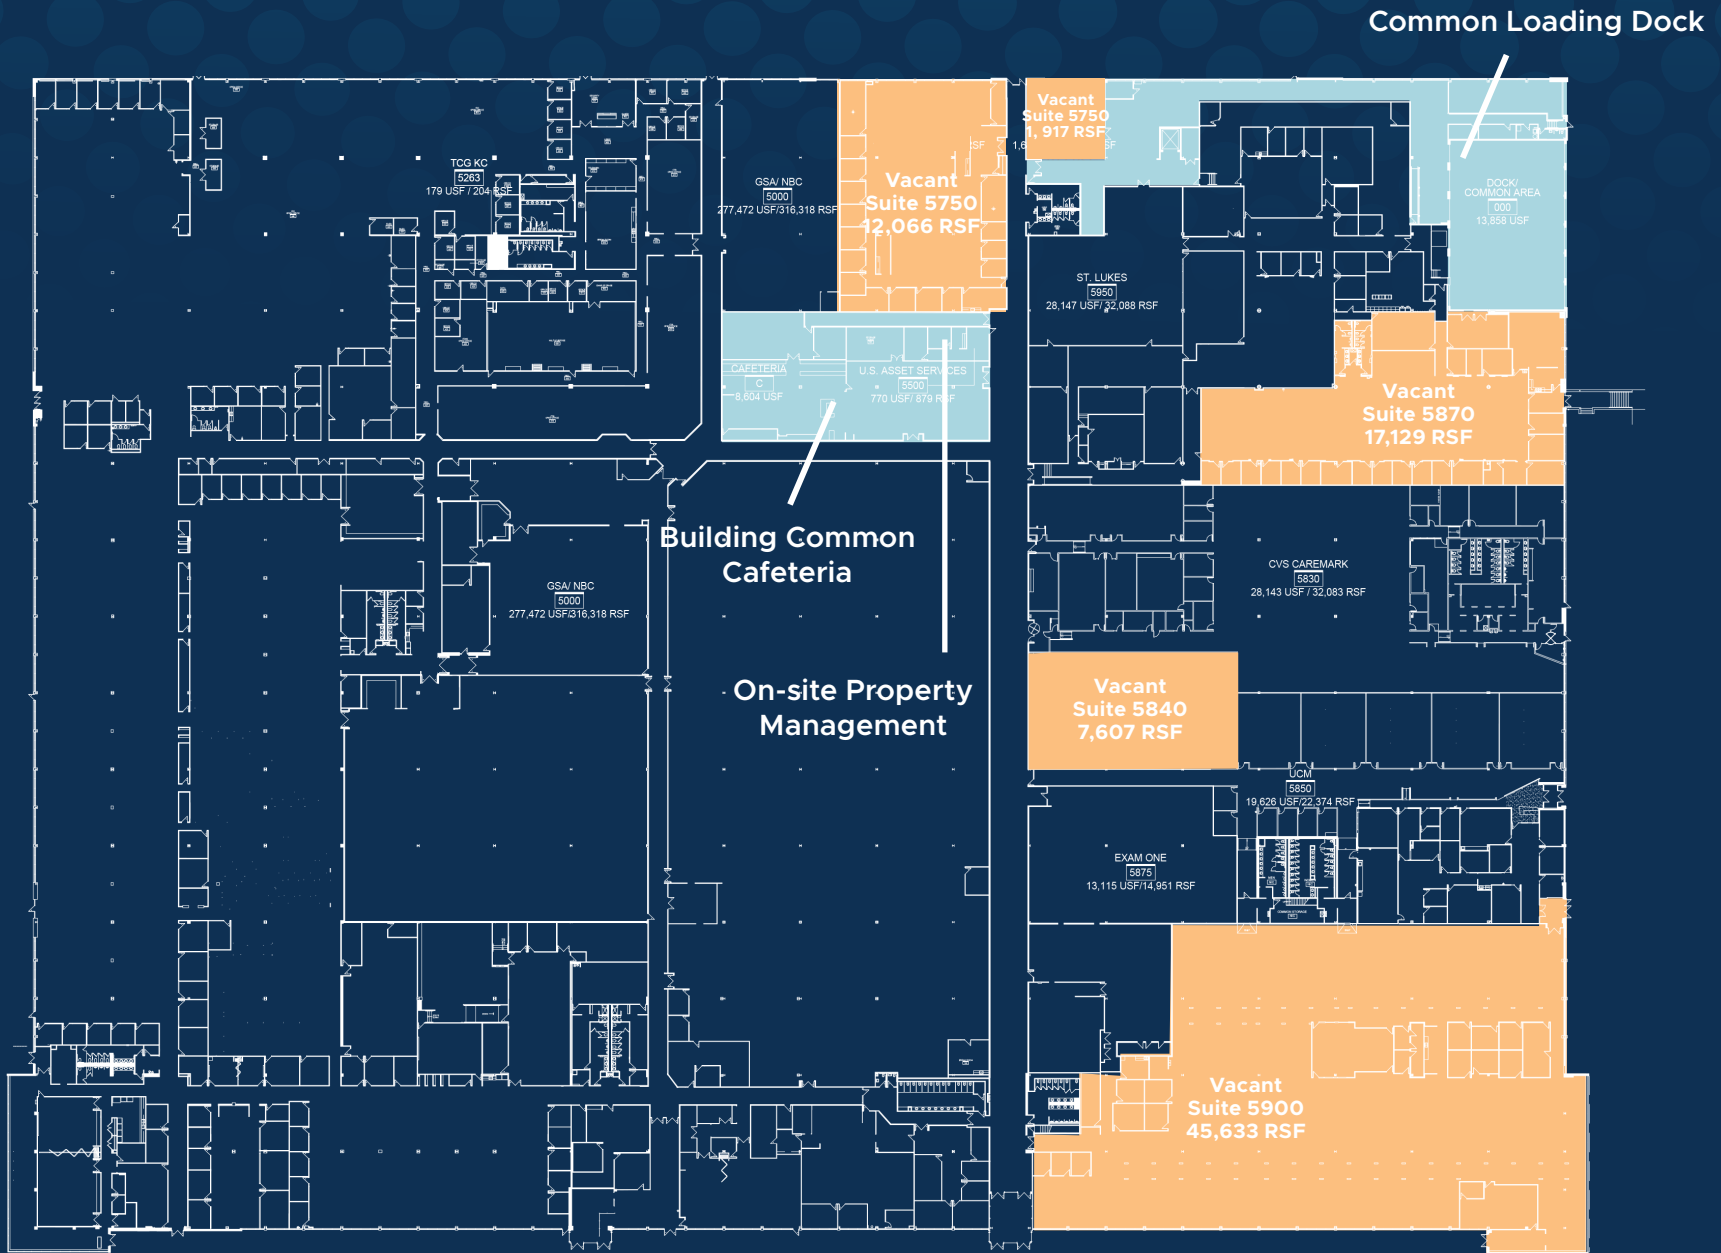 Common Loading Dock
Vacant
Suite 5750
1, 917 RSF
TCG KC
5263
179 USF / 204 RSF
GSA/ NBC
5000
277,472 USF/316,318 RSF
Vacant
Suite 5750
12,066 RSF
DOCK/
COMMON AREA
000
13,858 USF
ST. LUKES
5950
28,147 USF/ 32,088 RSF
CAFETERIA
C
8,604 USF
U.S. ASSET SERVICES
5500
770 USF/ 879 RSF
Vacant
Suite 5870
17,129 RSF
Building Common
Cafeteria
GSA/ NBC
5000
277,472 USF/316,318 RSF
CVS CAREMARK
5830
28,143 USF / 32,083 RSF
On-site Property
Management
Vacant
Suite 5840
7,607 RSF
UCM
5850
19,626 USF/22,374 RSF
EXAM ONE
5875
13,115 USF/14,951 RSF
COMMON STORAGE
Vacant
Suite 5900
45,633 RSF